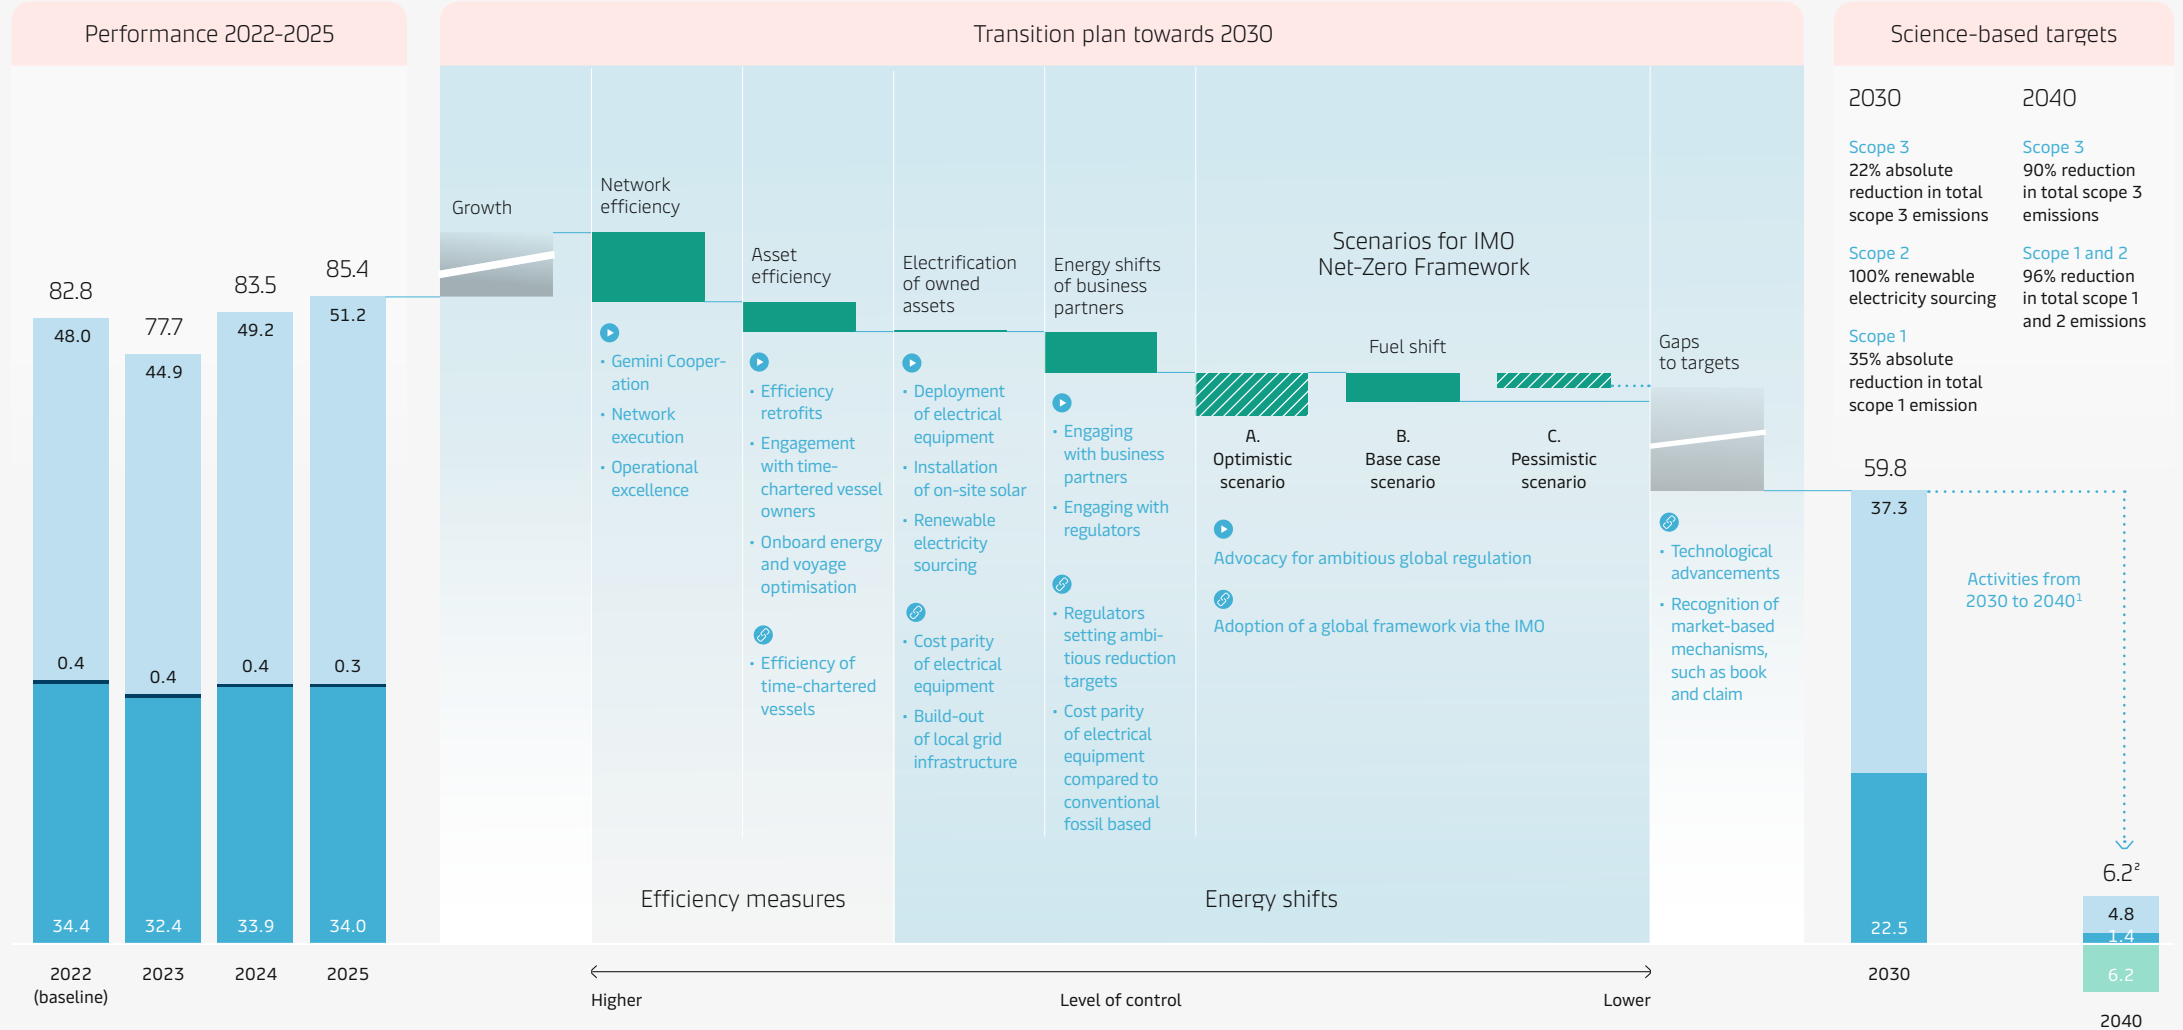 Performance 2022-2025
82.8
48.0
0.4
34.4
2022
(baseline)
77.7
44.9
0.4
32.4
2023
83.5
49.2
0.4
33.9
2024
85.4
51.2
0.3
34.0
2025
Transition plan towards 2030
Growth
Network
efficiency
• Gemini Cooper-
ation
• Network
execution
• Operational
excellence
Asset
efficiency
• Efficiency
retrofits
• Engagement
with time-
chartered vessel
owners
• Onboard energy
and voyage
optimisation
• Efficiency of
time-chartered
vessels
Efficiency measures
Electrification
of owned
assets
• Deployment
of electrical
equipment
• Installation
of on-site solar
• Renewable
electricity
sourcing
• Cost parity
of electrical
equipment
• Build-out
of local grid
infrastructure
Energy shifts
of business
partners
• Engaging
with business
partners
• Engaging with
regulators
• Regulators
setting ambi-
tious reduction
targets
• Cost parity
of electrical
equipment
compared to
conventional
fossil based
Scenarios for IMO
Net-Zero Framework
Fuel shift
A.
Optimistic
scenario
B.
Base case
scenario
C.
Pessimistic
scenario
Advocacy for ambitious global regulation
Adoption of a global framework via the IMO
Energy shifts
Gaps
to targets
• Technological
advancements
• Recognition of
market-based
mechanisms,
such as book
and claim
Higher
Level of control
Lower
Science-based targets
2030
Scope 3
22% absolute
reduction in total
scope 3 emissions
Scope 2
100% renewable
electricity sourcing
Scope 1
35% absolute
reduction in total
scope 1 emission
2040
Scope 3
90% reduction
in total scope 3
emissions
Scope 1 and 2
96% reduction
in total scope 1
and 2 emissions
59.8
37.3
22.5
2030
Activities from
2030 to 2040¹
6.2²
4.8
1.4
6.2
2040